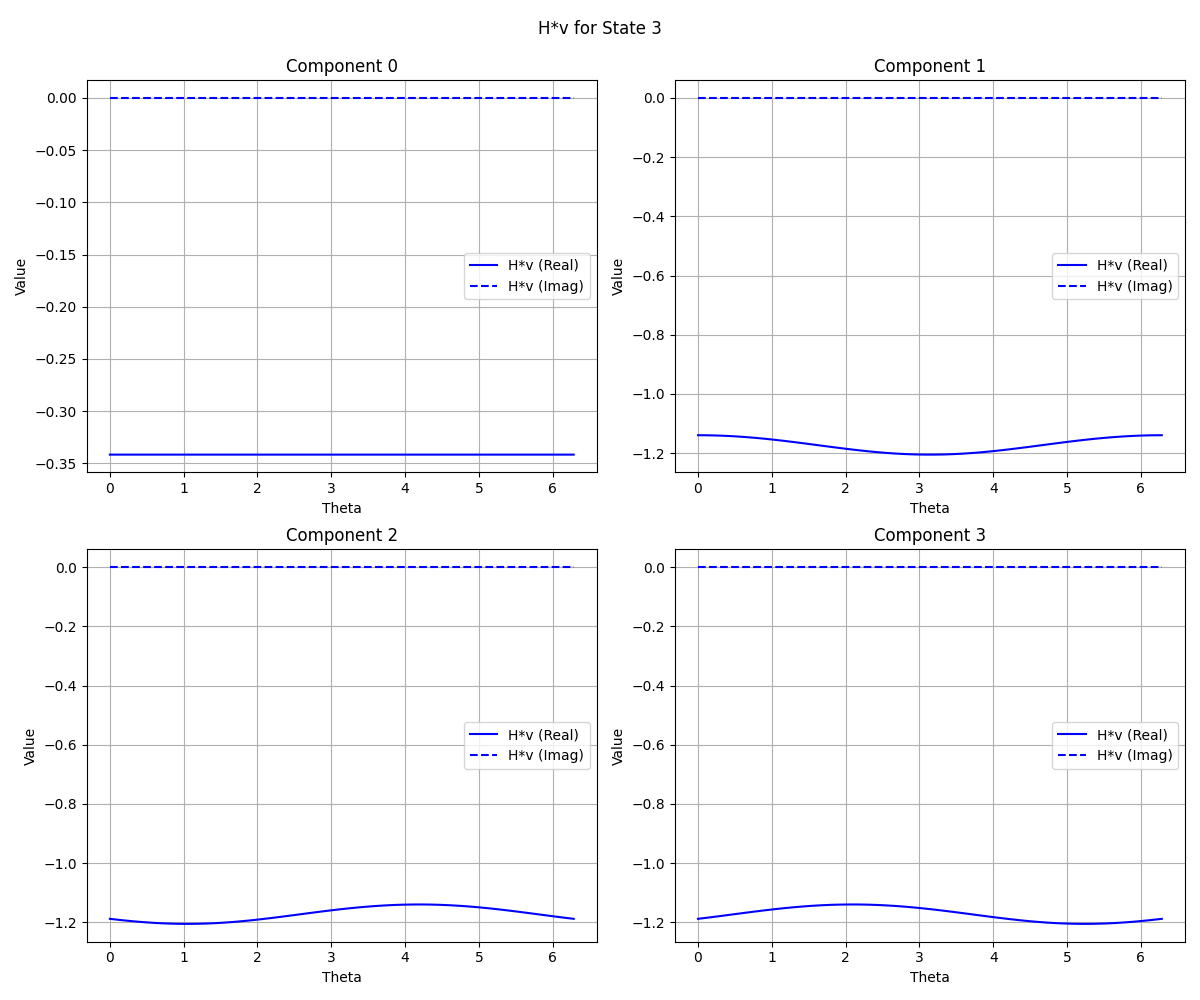 H*v for State 3
Component 0
0.00
−0.05
−0.10
−0.15
−0.20
−0.25
−0.30
−0.35
Value
H*v (Real)
H*v (Imag)
0 1 2 3 4 5 6
Theta
Component 1
0.0
−0.2
−0.4
−0.6
−0.8
−1.0
−1.2
Value
H*v (Real)
H*v (Imag)
0 1 2 3 4 5 6
Theta
Component 2
0.0
−0.2
−0.4
−0.6
−0.8
−1.0
−1.2
Value
H*v (Real)
H*v (Imag)
0 1 2 3 4 5 6
Theta
Component 3
0.0
−0.2
−0.4
−0.6
−0.8
−1.0
−1.2
Value
H*v (Real)
H*v (Imag)
0 1 2 3 4 5 6
Theta